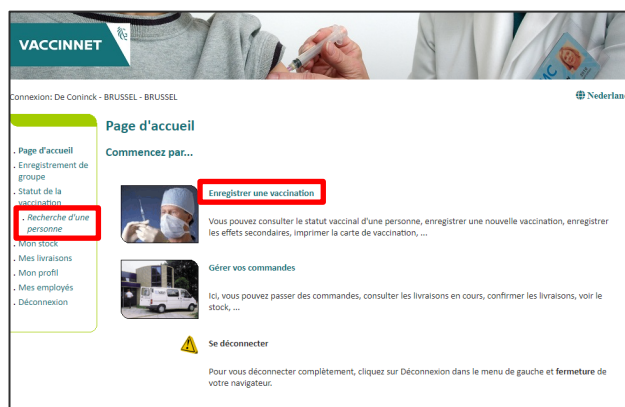 VACCINNET
MC
Connexion: De Coninck - BRUSSEL - BRUSSEL
Nederlan
Page d'accueil
. Page d'accueil
. Enregistrement de
groupe
. Statut de la
vaccination
. Recherche d'une
personne
. Mon stock
. Mes livraisons
. Mon profil
. Mes employés
. Déconnexion
Commencez par...
Enregistrer une vaccination
Vous pouvez consulter le statut vaccinal d'une personne, enregistrer une nouvelle vaccination, enregistrer
les effets secondaires, imprimer la carte de vaccination, ...
Gérer vos commandes
Ici, vous pouvez passer des commandes, consulter les livraisons en cours, confirmer les livraisons, voir le
stock, ...
Se déconnecter
Pour vous déconnecter complètement, cliquez sur Déconnexion dans le menu de gauche et fermeture de
votre navigateur.